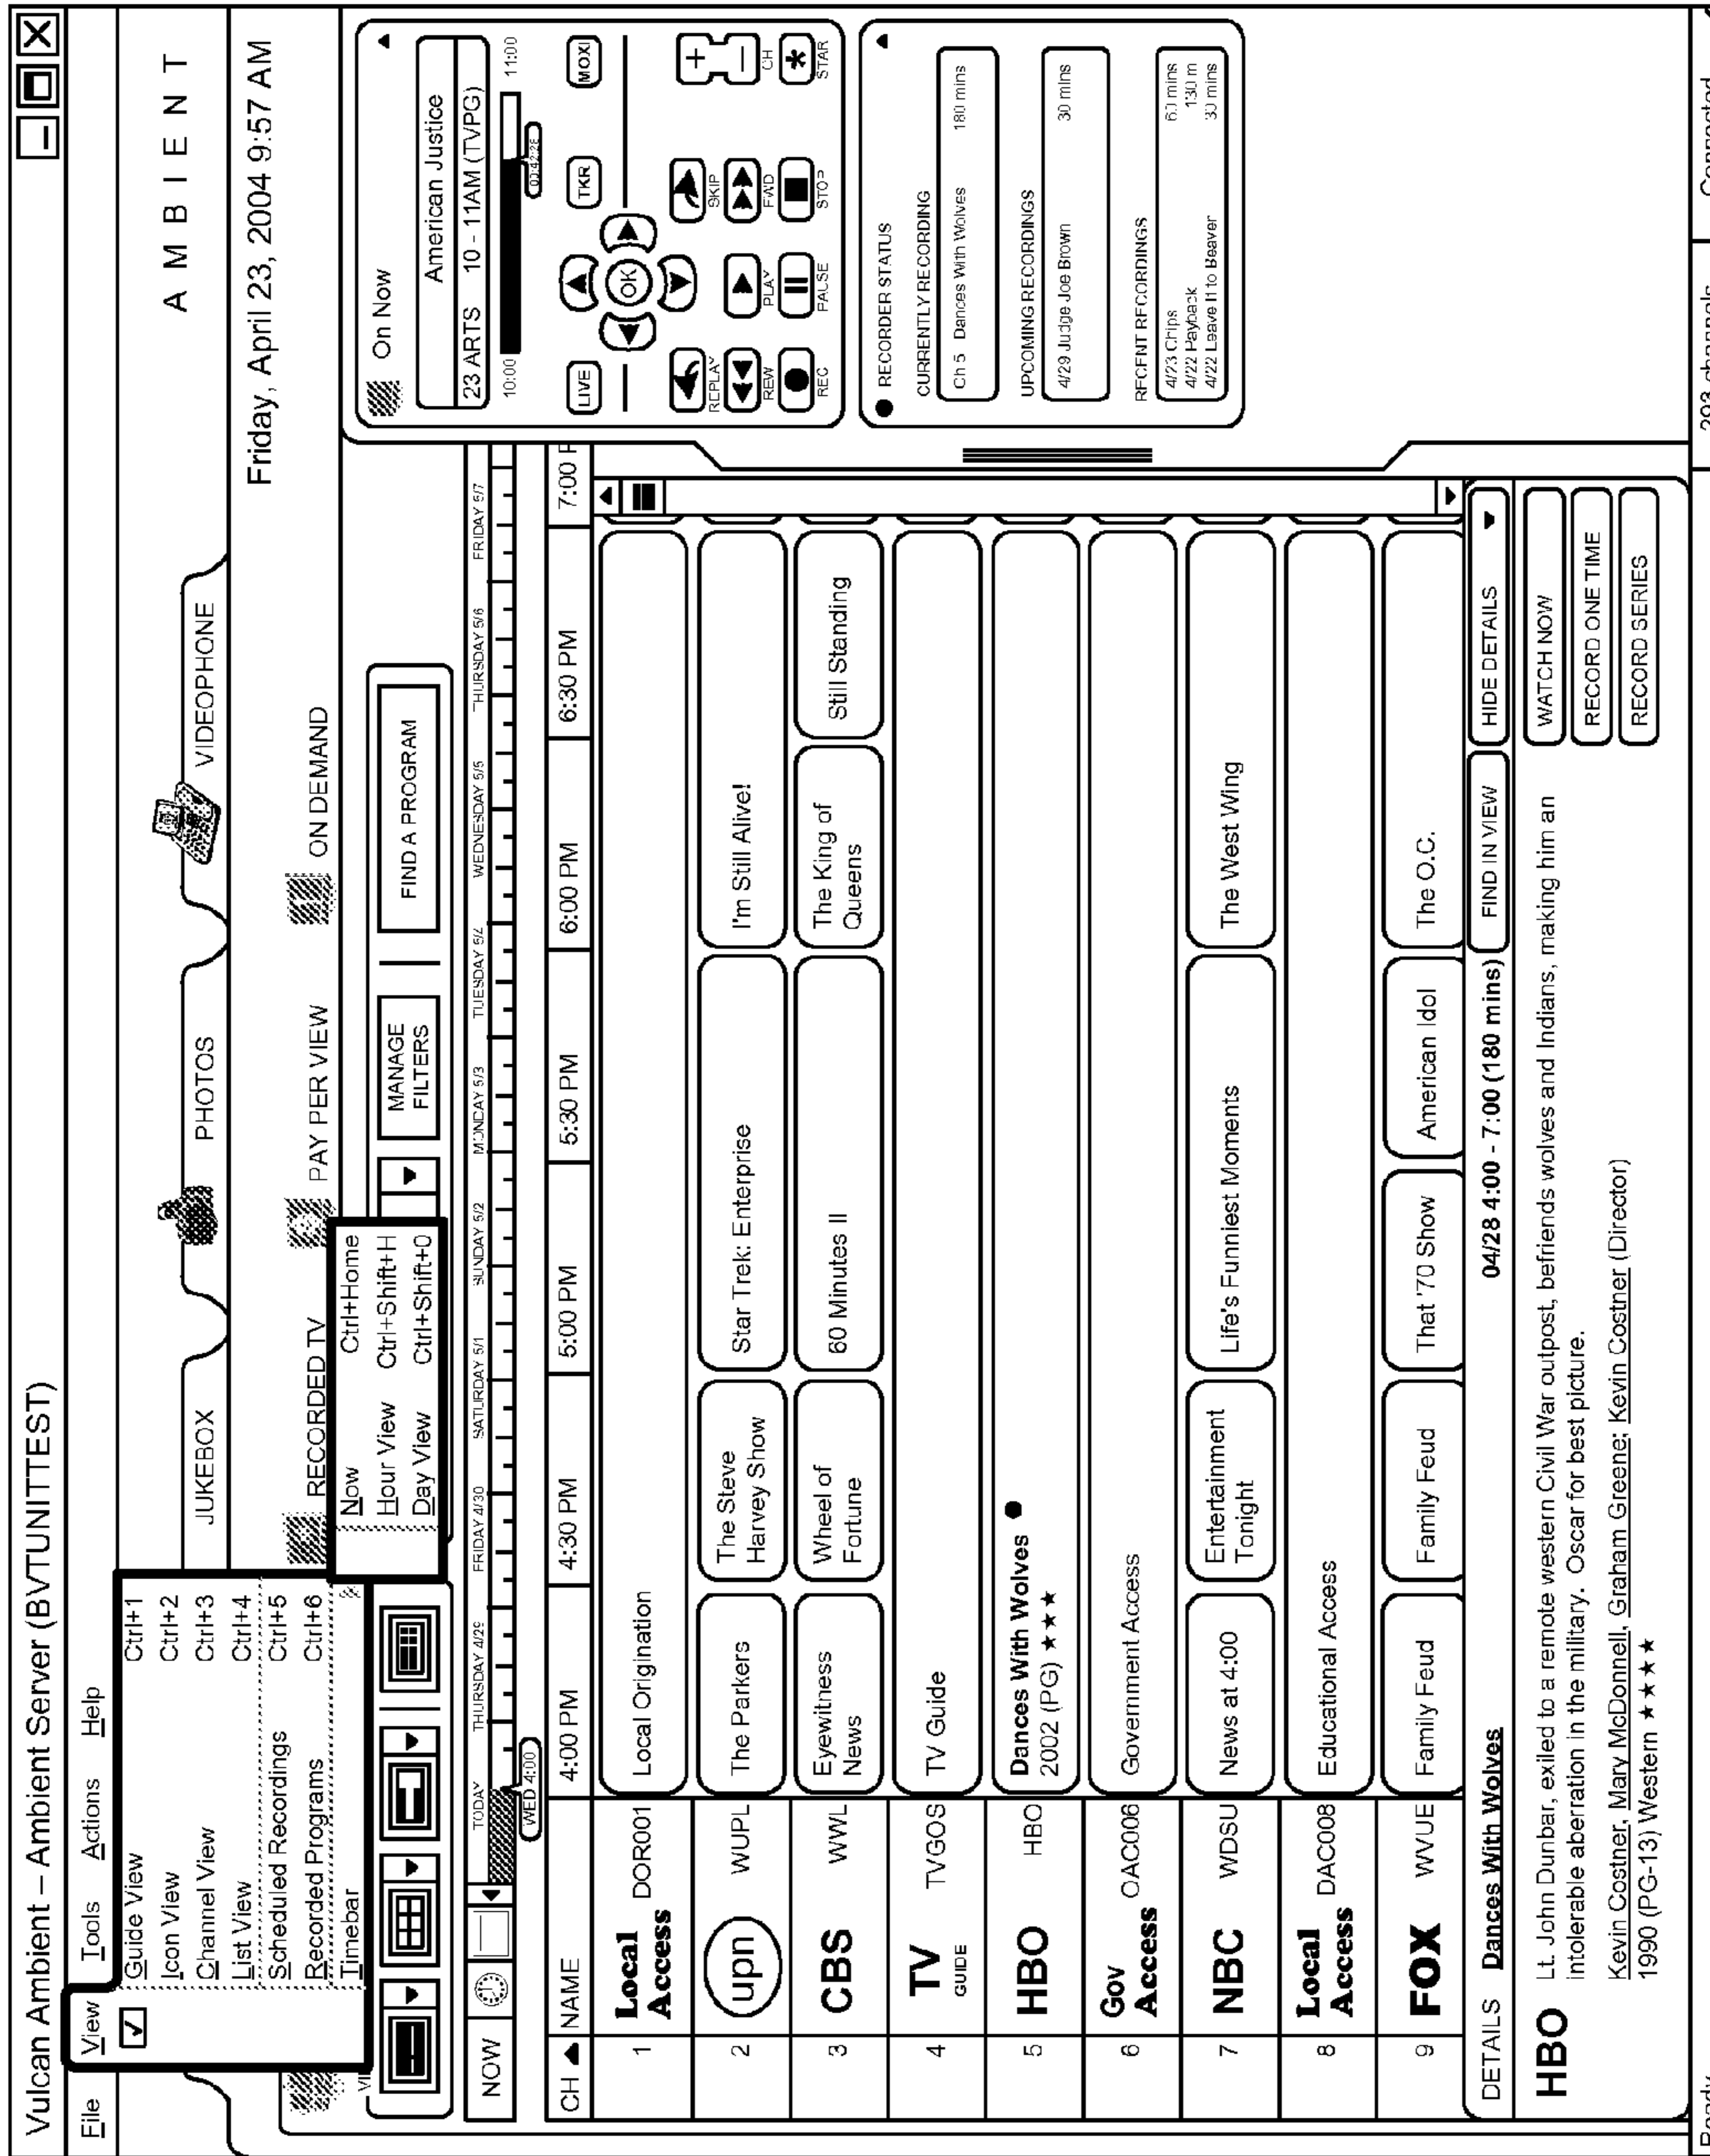 Vulcan Ambient – Ambient Server (BVTUNITTEST)
File View Tools Actions Help
Guide View Ctrl+1
Icon View Ctrl+2
Channel View Ctrl+3
List View Ctrl+4
Scheduled Recordings Ctrl+5
Recorded Programs Ctrl+6
Timebar
Now Ctrl+Home
Hour View Ctrl+Shift+H
Day View Ctrl+Shift+0
JUKEBOX PHOTOS VIDEOPHONE
AMBIENT
Friday, April 23, 2004 9:57 AM
RECORDED TV PAY PER VIEW ON DEMAND
MANAGE
FILTERS
FIND A PROGRAM
NOW
TODAY THURSDAY 4/29 FRIDAY 4/30 SATURDAY 5/1 SUNDAY 5/2 MONDAY 5/3 TUESDAY 5/4 WEDNESDAY 5/5 THURSDAY 5/6 FRIDAY 5/7
WED 4:00
CH NAME 4:00 PM 4:30 PM 5:00 PM 5:30 PM 6:00 PM 6:30 PM 7:00 P
1 Local
Access DOR001 Local Origination
2 upn WUPL The Parkers
The Steve
Harvey Show
Star Trek: Enterprise
I'm Still Alive!
3 CBS WWL
Eyewitness
News
Wheel of
Fortune
60 Minutes II
The King of
Queens
Still Standing
4 TV
GUIDE TVGOS TV Guide
5 HBO HBO
Dances With Wolves
2002 (PG) ★★★
6 Gov
Access OAC006 Government Access
7 NBC WDSU News at 4:00
Entertainment
Tonight
Life's Funniest Moments
The West Wing
8 Local
Access DAC008 Educational Access
9 FOX WVUE Family Feud Family Feud That '70 Show American Idol The O.C.
DETAILS Dances With Wolves 04/28 4:00 - 7:00 (180 mins) FIND IN VIEW HIDE DETAILS
HBO
Lt. John Dunbar, exiled to a remote western Civil War outpost, befriends wolves and Indians, making him an
intolerable aberration in the military. Oscar for best picture.
Kevin Costner, Mary McDonnell, Graham Greene; Kevin Costner (Director)
1990 (PG-13) Western ★★★★
WATCH NOW
RECORD ONE TIME
RECORD SERIES
On Now
American Justice
23 ARTS 10 - 11AM (TVPG)
10:00 11:00
00:42:28
LIVE TKR MOXI
OK
REPLAY SKIP
REW PLAY FWD CH
REC PAUSE STOP STAR
RECORDER STATUS
CURRENTLY RECORDING
Ch 5 Dances With Wolves 180 mins
UPCOMING RECORDINGS
4/29 Judge Joe Brown 30 mins
RECENT RECORDINGS
4/23 Chips 60 mins
4/22 Payback 130 m
4/22 Leave It to Beaver 30 mins
Ready 293 channels Connected